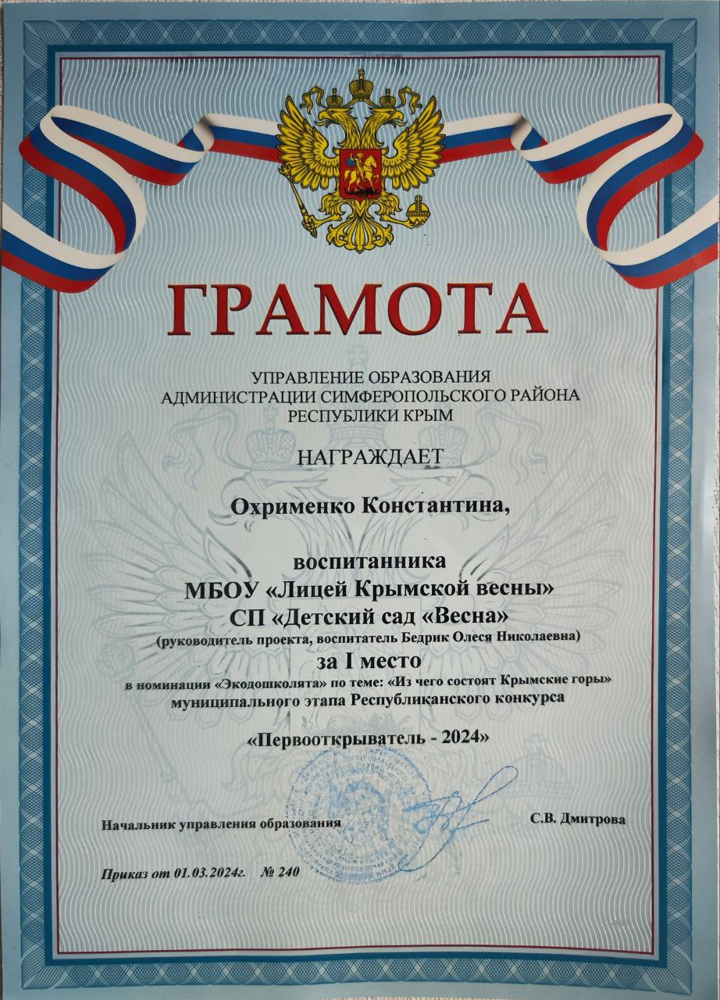 ГРАМОТА
УПРАВЛЕНИЕ ОБРАЗОВАНИЯ
АДМИНИСТРАЦИИ СИМФЕРОПОЛЬСКОГО РАЙОНА
РЕСПУБЛИКИ КРЫМ
НАГРАЖДАЕТ
Охрименко Константина,
воспитанника
МБОУ «Лицей Крымской весны»
СП «Детский сад «Весна»
(руководитель проекта, воспитатель Бедрик Олеся Николаевна)
за I место
в номинации «Экодошколята» по теме: «Из чего состоят Крымские горы»
муниципального этапа Республиканского конкурса
«Первооткрыватель - 2024»
Начальник управления образования С.В. Дмитрова
Приказ от 01.03.2024г. № 240